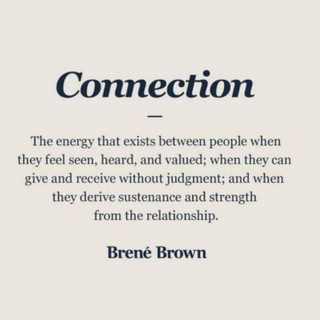 Connection
The energy that exists between people when
they feel seen, heard, and valued; when they can
give and receive without judgment; and when
they derive sustenance and strength
from the relationship.
Brené Brown